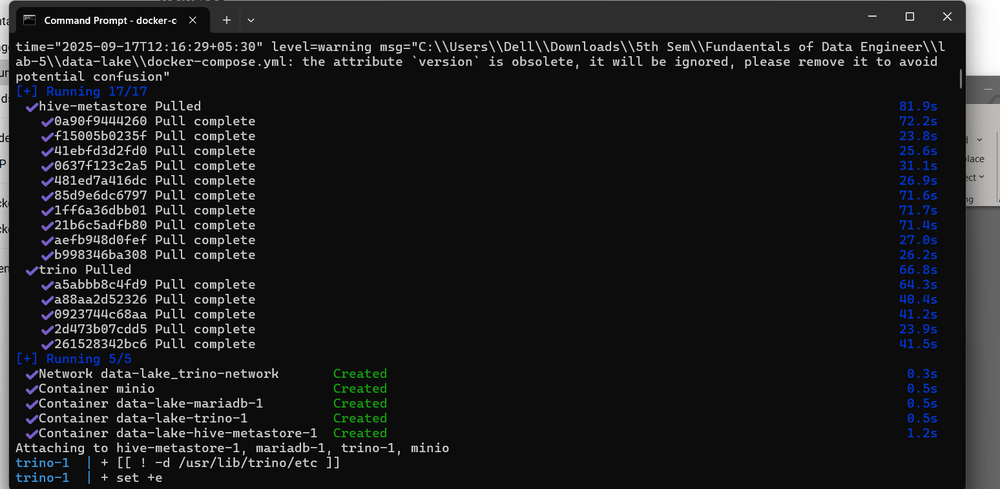 Command Prompt - docker-c
time="2025-09-17T12:16:29+05:30" level=warning msg="C:\\Users\\Dell\\Downloads\\5th Sem\\Fundaentals of Data Engineer\\l
ab-5\\data-lake\\docker-compose.yml: the attribute `version` is obsolete, it will be ignored, please remove it to avoid
potential confusion"
[+] Running 17/17
✔hive-metastore Pulled 81.9s
✔0a90f9444260 Pull complete 72.2s
✔f15005b0235f Pull complete 23.8s
✔41ebfd3d2fd0 Pull complete 25.6s
✔0637f123c2a5 Pull complete 31.1s
✔481ed7a416dc Pull complete 26.9s
✔85d9e6dc6797 Pull complete 71.6s
✔1ff6a36dbb01 Pull complete 71.7s
✔21b6c5adfb80 Pull complete 71.4s
✔aefb948d0fef Pull complete 27.0s
✔b998346ba308 Pull complete 26.2s
✔trino Pulled 66.8s
✔a5abbb8c4fd9 Pull complete 64.3s
✔a88aa2d52326 Pull complete 40.4s
✔0923744c68aa Pull complete 41.2s
✔2d473b07cdd5 Pull complete 23.9s
✔261528342bc6 Pull complete 41.5s
[+] Running 5/5
✔Network data-lake_trino-network Created 0.3s
✔Container minio Created 0.5s
✔Container data-lake-mariadb-1 Created 0.5s
✔Container data-lake-trino-1 Created 0.5s
✔Container data-lake-hive-metastore-1 Created 1.2s
Attaching to hive-metastore-1, mariadb-1, trino-1, minio
trino-1 | + [[ ! -d /usr/lib/trino/etc ]]
trino-1 | + set +e